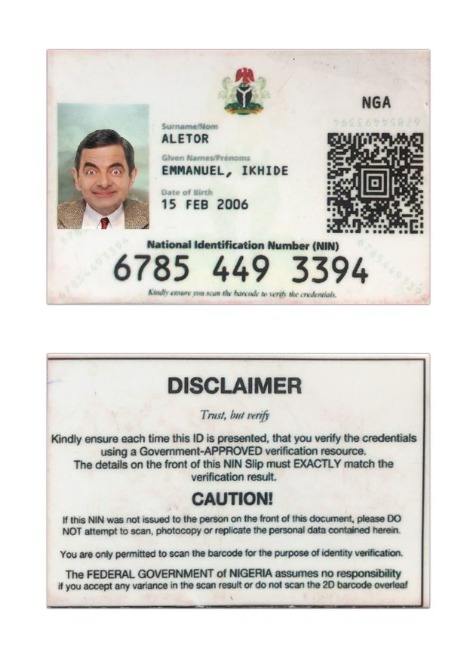 NGA
Surname/Nom
ALETOR
Given Names/Prénoms
EMMANUEL, IKHIDE
Date of Birth
15 FEB 2006
National Identification Number (NIN)
6785 449 3394
Kindly ensure you scan the barcode to verify the credentials.
DISCLAIMER
Trust, but verify
Kindly ensure each time this ID is presented, that you verify the credentials
using a Government-APPROVED verification resource.
The details on the front of this NIN Slip must EXACTLY match the
verification result.
CAUTION!
If this NIN was not issued to the person on the front of this document, please DO
NOT attempt to scan, photocopy or replicate the personal data contained herein.
You are only permitted to scan the barcode for the purpose of identity verification.
The FEDERAL GOVERNMENT of NIGERIA assumes no responsibility
if you accept any variance in the scan result or do not scan the 2D barcode overleaf